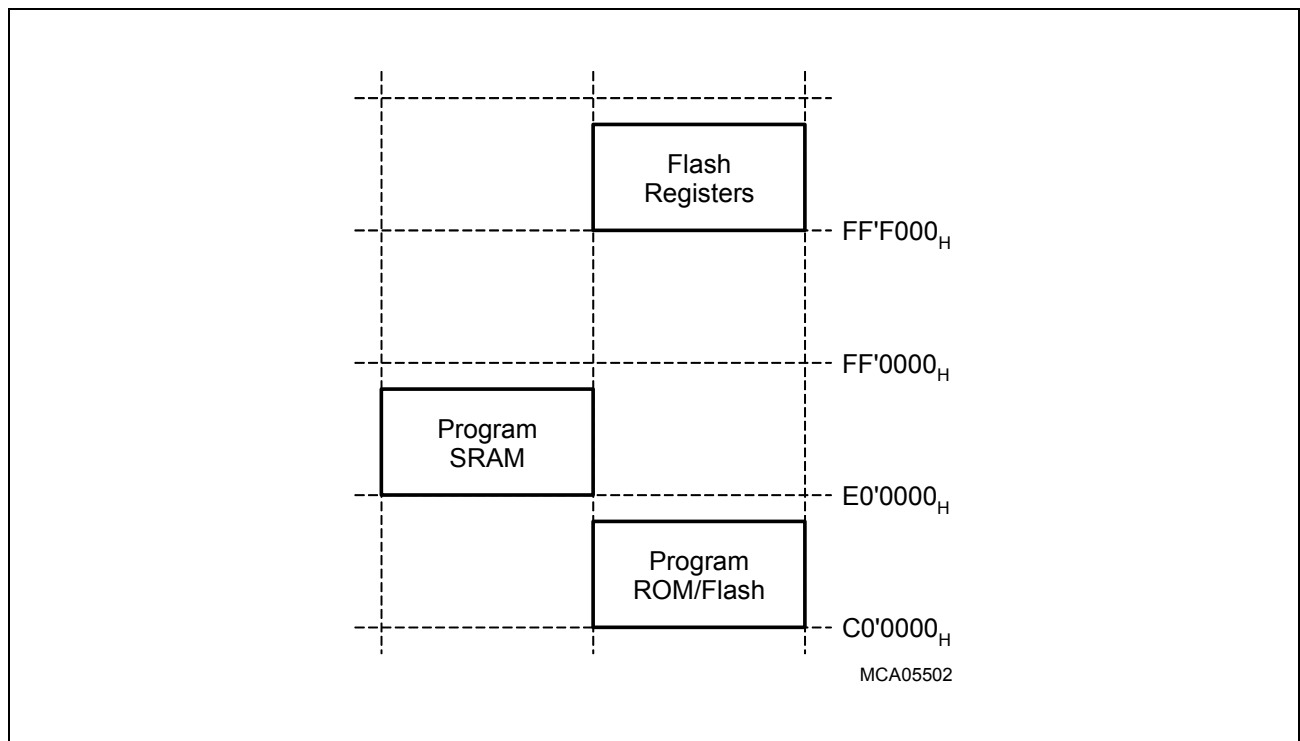 Flash
Registers
FF'F000H
FF'0000H
Program
SRAM
E0'0000H
Program
ROM/Flash
C0'0000H
MCA05502